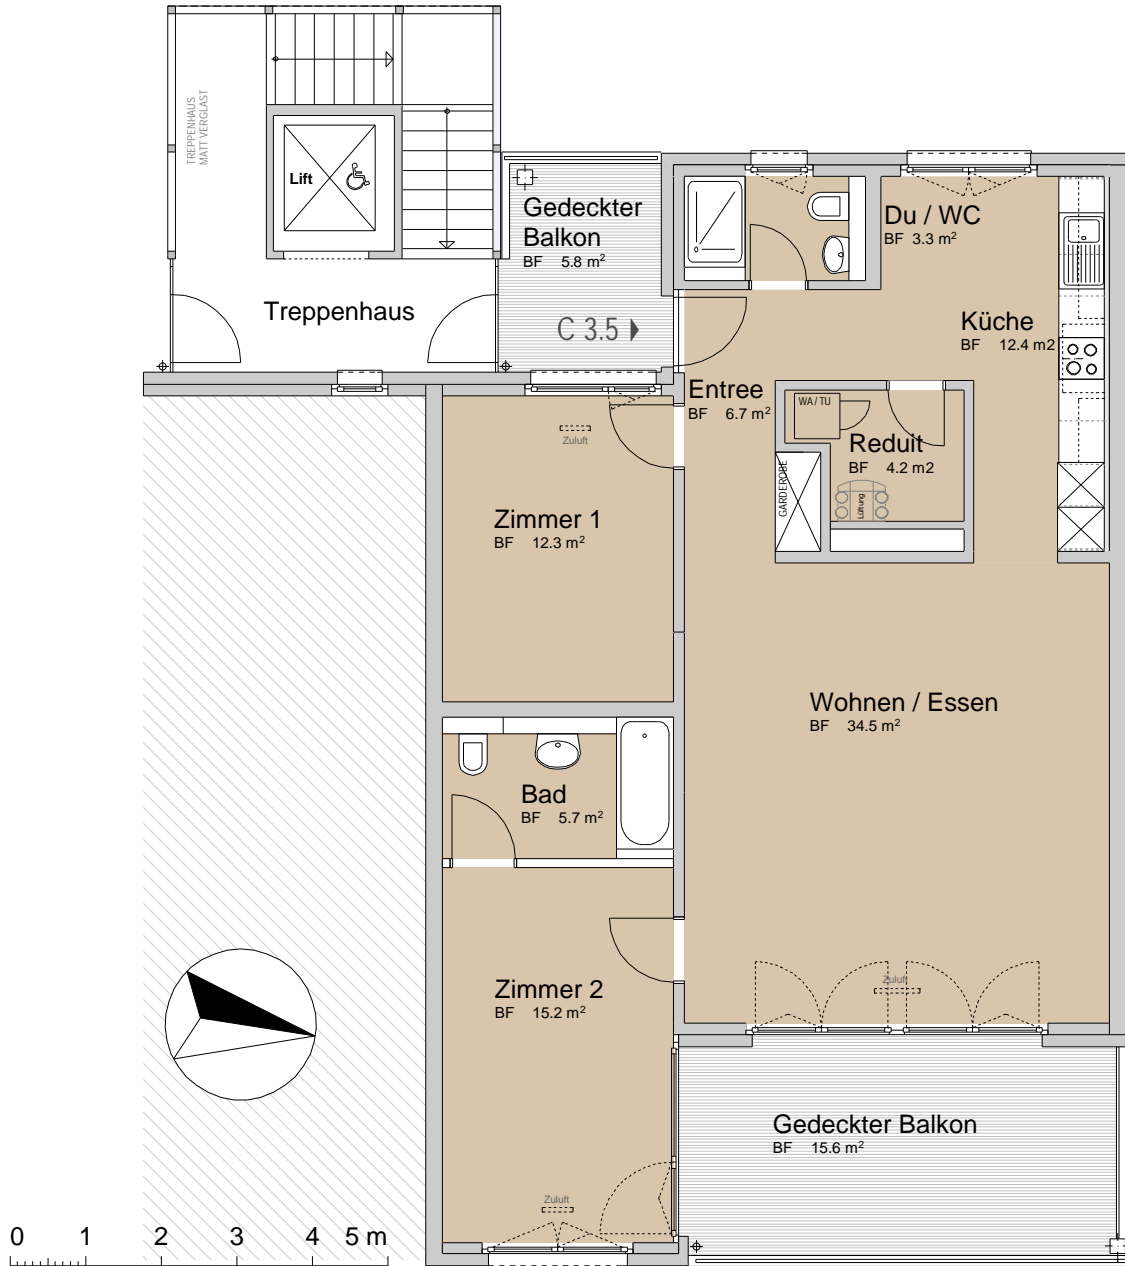 TREPPENHAUS
MATT VERGLAST
Lift
Gedeckter
Balkon
BF 5.8 m²
Du / WC
BF 3.3 m²
Treppenhaus
C 3.5
Küche
BF 12.4 m2
Entree
BF 6.7 m²
WA / TU
Reduit
BF 4.2 m2
Zuluft
GARDEROBE
Lüftung
Zimmer 1
BF 12.3 m²
Wohnen / Essen
BF 34.5 m²
Bad
BF 5.7 m²
Zimmer 2
BF 15.2 m²
Zuluft
Gedeckter Balkon
BF 15.6 m²
Zuluft
0 1 2 3 4 5 m